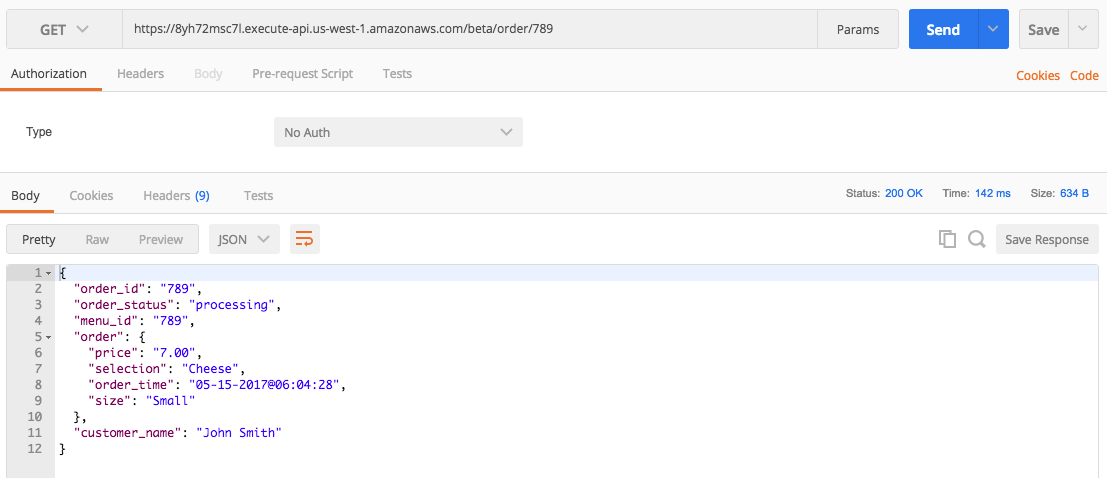 GET https://8yh72msc7l.execute-api.us-west-1.amazonaws.com/beta/order/789 Params Send Save
Authorization Headers Body Pre-request Script Tests Cookies Code
Type No Auth
Body Cookies Headers (9) Tests Status: 200 OK Time: 142 ms Size: 634 B
Pretty Raw Preview JSON Save Response
1 {
2 "order_id": "789",
3 "order_status": "processing",
4 "menu_id": "789",
5 "order": {
6 "price": "7.00",
7 "selection": "Cheese",
8 "order_time": "05-15-2017@06:04:28",
9 "size": "Small"
10 },
11 "customer_name": "John Smith"
12 }